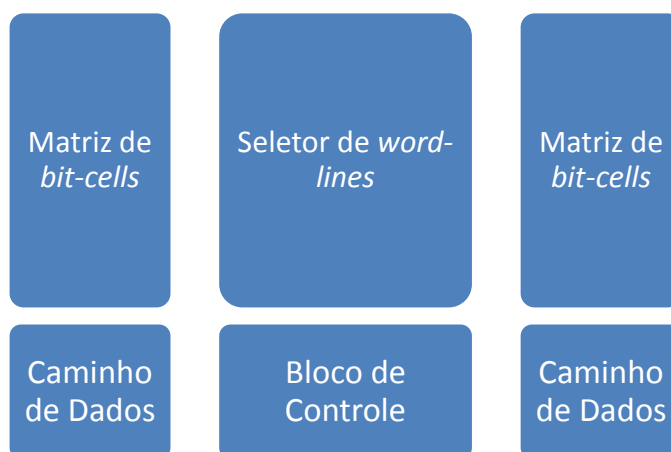 Matriz de
bit-cells
Seletor de word-
lines
Matriz de
bit-cells
Caminho
de Dados
Bloco de
Controle
Caminho
de Dados